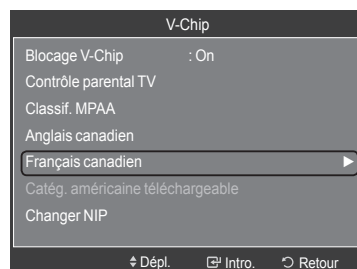 V-Chip
Blocage V-Chip : On
Contrôle parental TV
Classif. MPAA
Anglais canadien
Français canadien
Catég. américaine téléchargeable
Changer NIP
Dépl. Intro. Retour